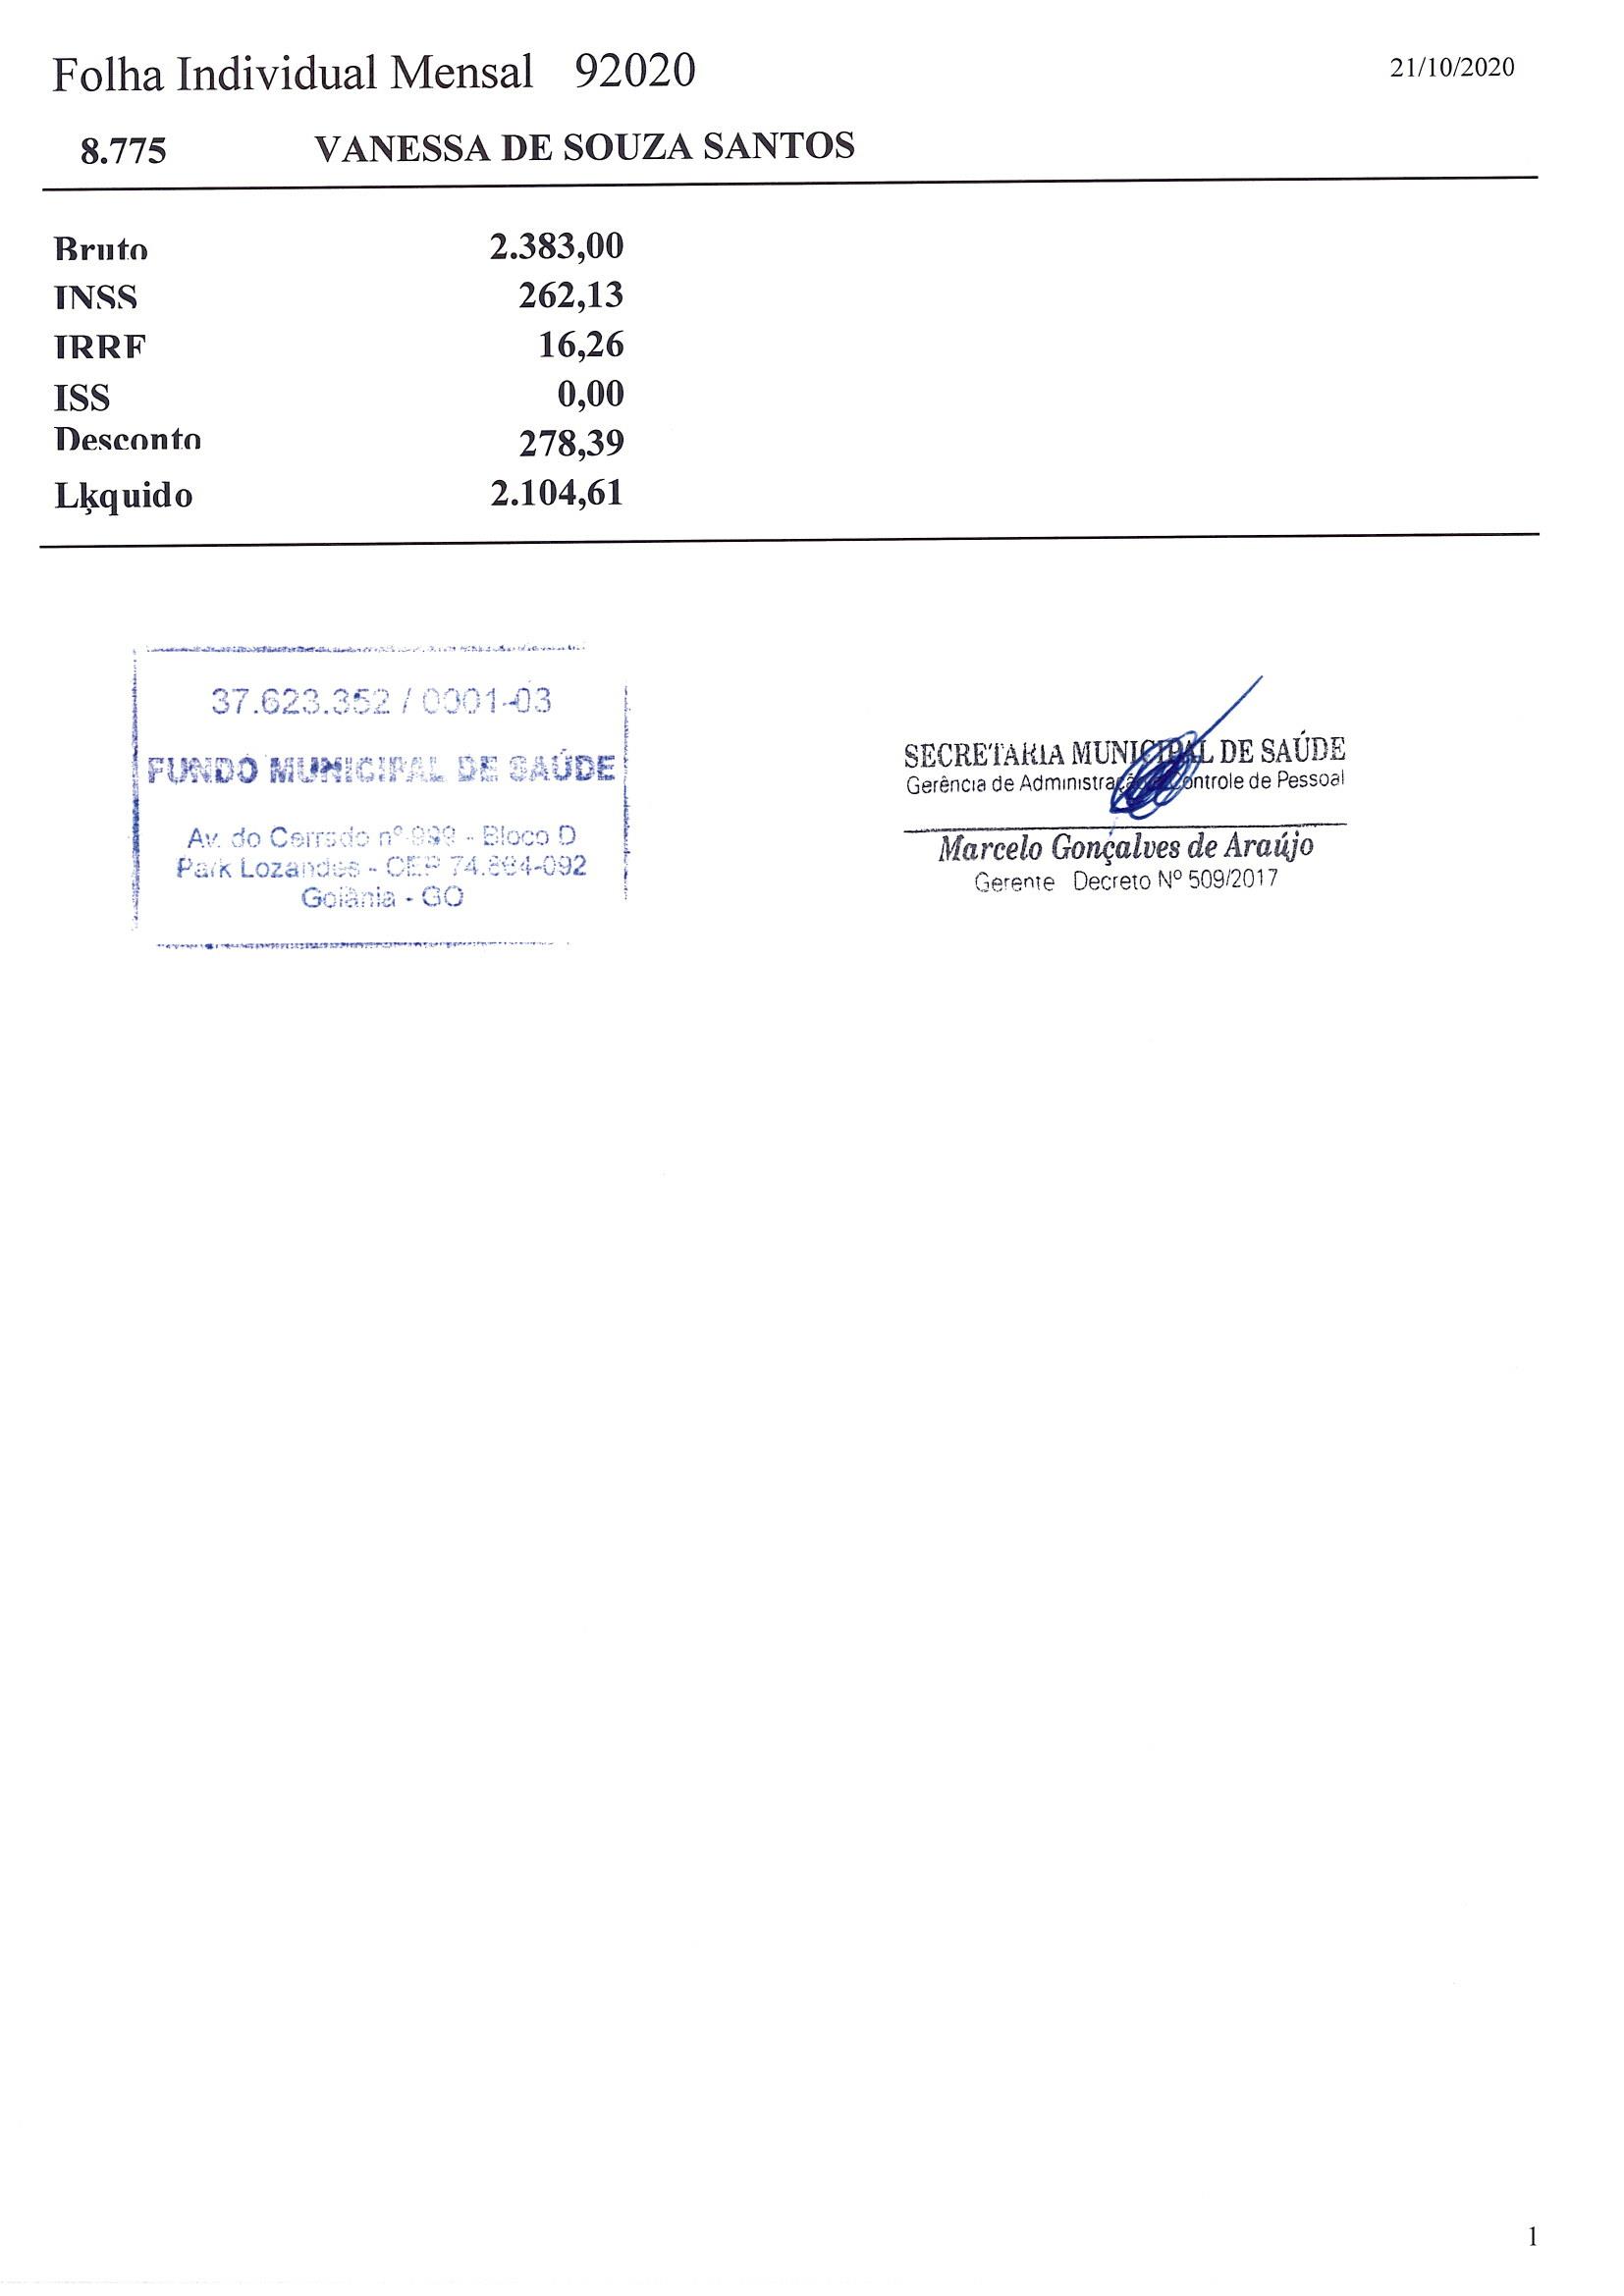 Folha Individual Mensal 92020 21/10/2020
8.775 VANESSA DE SOUZA SANTOS
Bruto 2.383,00
INSS 262,13
IRRF 16,26
ISS 0,00
Desconto 278,39
Lķquido 2.104,61
37.623.352 / 0001-03
FUNDO MUNICIPAL DE SAÚDE
Av. do Cerrado nº 999 - Bloco D
Park Lozandes - CEP 74.884-092
Goiânia - GO
SECRETARIA MUNICIPAL DE SAÚDE
Gerência de Administração Controle de Pessoal
Marcelo Gonçalves de Araújo
Gerente Decreto Nº 509/2017
1